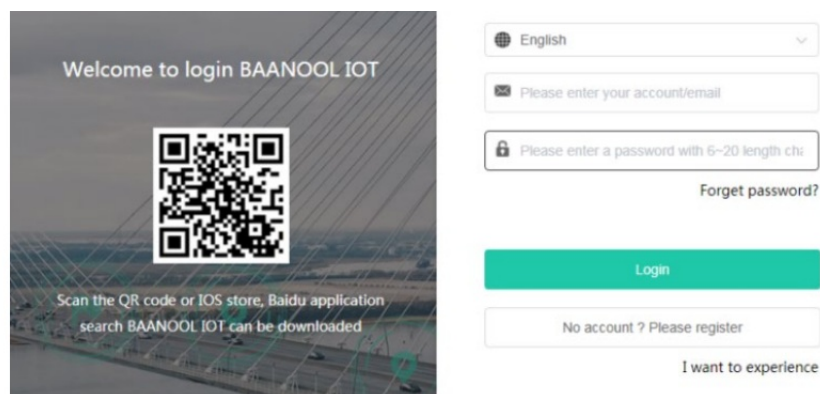 Welcome to login BAANOOL IOT
Scan the QR code or IOS store, Baidu application
search BAANOOL IOT can be downloaded
English
Please enter your account/email
Please enter a password with 6~20 length cha
Forget password?
Login
No account ? Please register
I want to experience